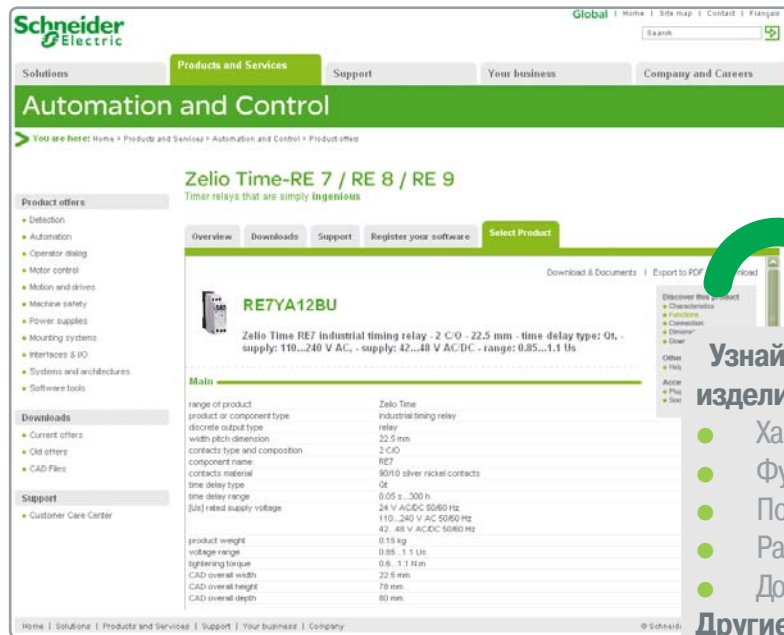 Schneider
Electric
Global | Home | Site map | Contact | Français
Search
Solutions
Products and Services
Support
Your business
Company and Careers
Automation and Control
You are here: Home > Products and Services > Automation and Control > Product offers
Zelio Time-RE 7 / RE 8 / RE 9
Timer relays that are simply ingenious
Product offers
Detection
Automation
Operator dialog
Motor control
Motion and drives
Machine safety
Power supplies
Mounting systems
Interfaces & I/O
Systems and architectures
Software tools
Downloads
Current offers
Old offers
CAD Files
Support
Customer Care Center
Overview
Downloads
Support
Register your software
Select Product
Download & Documents | Export to PDF
RE7YA12BU
Zelio Time RE7 industrial timing relay - 2 C/O - 22.5 mm - time delay type: Qt, -
supply: 110...240 V AC, - supply: 42...48 V AC/DC - range: 0.85...1.1 Us
Discover this product
Characteristics
Functions
Connection
Main
range of product Zelio Time
product or component type industrial timing relay
discrete output type relay
width pitch dimension 22.5 mm
contacts type and composition 2 C/O
component name RE7
contacts material 90/10 silver nickel contacts
time delay type Qt
time delay range 0.05 s...300 h
[Us] rated supply voltage 24 V AC/DC 50/60 Hz
110...240 V AC 50/60 Hz
42...48 V AC/DC 50/60 Hz
product weight 0.15 kg
voltage range 0.85...1.1 Us
tightening torque 0.6...1.1 N.m
CAD overall width 22.5 mm
CAD overall height 78 mm
CAD overall depth 80 mm
Home | Solutions | Products and Services | Support | Your business | Company
Узнай
издели
Ха
Фу
По
Ра
До
Другие